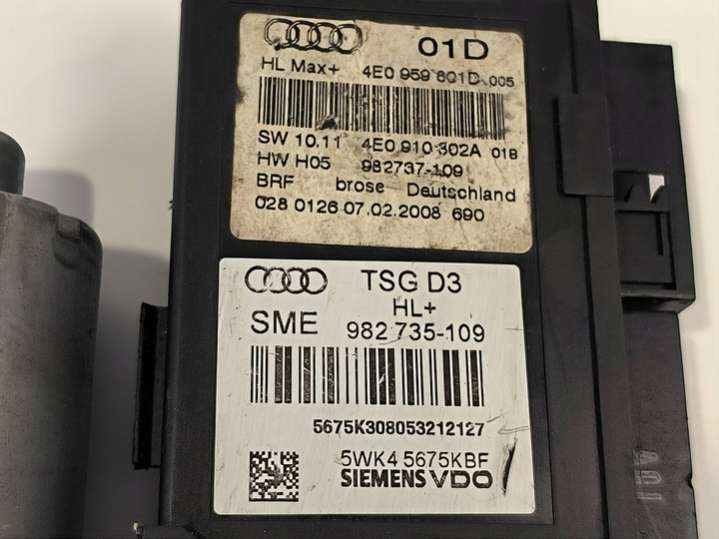 01D
HL Max+ 4E0 959 801D 005
SW 10.11 4E0 910 302A 018
HW H05 982737-109
BRF brose Deutschland
028 0126 07.02.2008 690
TSG D3
HL+
SME 982 735-109
5675K308053212127
5WK4 5675KBF
SIEMENS VDO